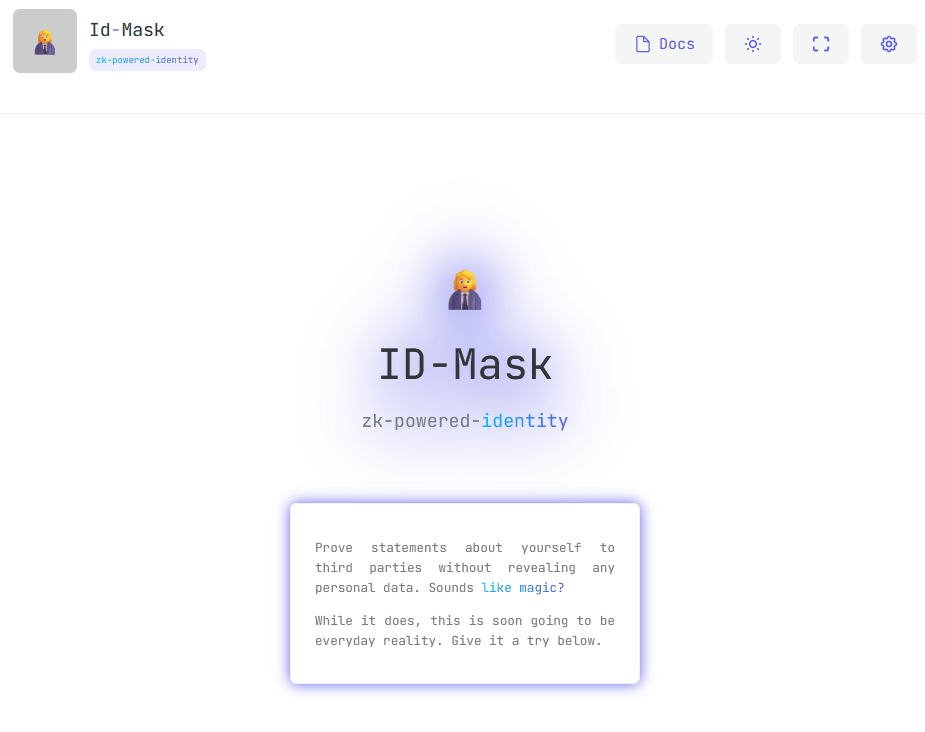 Id-Mask
zk-powered-identity
Docs
ID-Mask
zk-powered-identity
Prove statements about yourself to
third parties without revealing any
personal data. Sounds like magic?
While it does, this is soon going to be
everyday reality. Give it a try below.